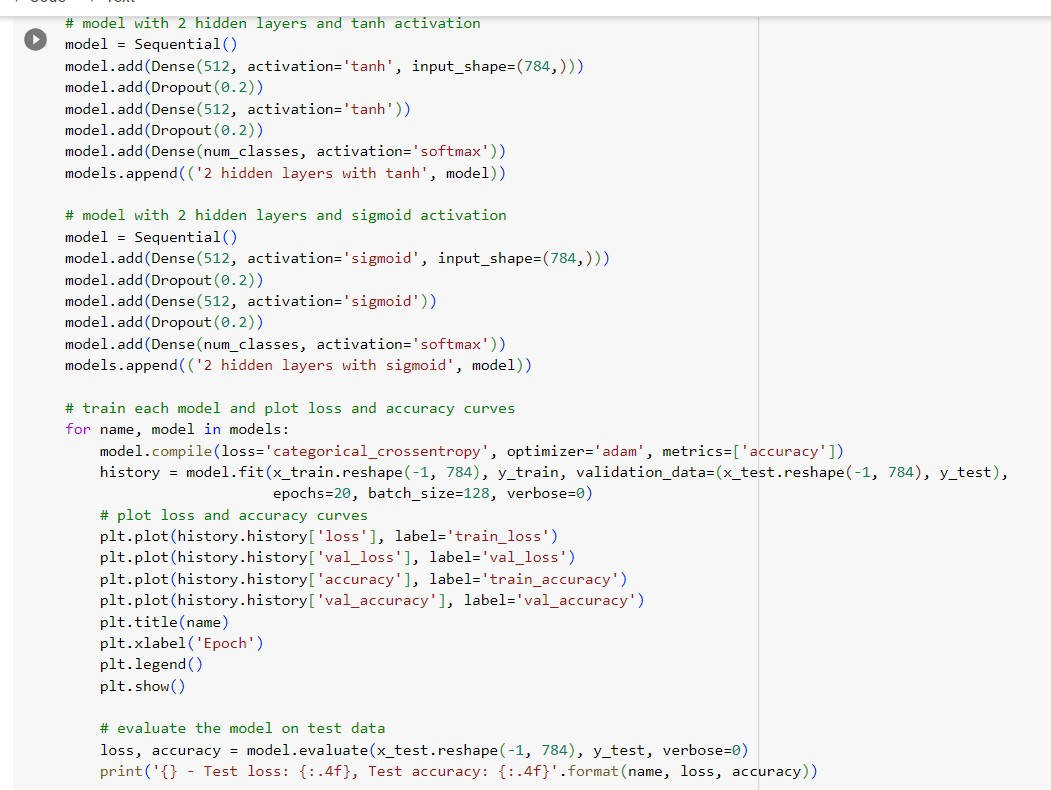 # model with 2 hidden layers and tanh activation
model = Sequential()
model.add(Dense(512, activation='tanh', input_shape=(784,)))
model.add(Dropout(0.2))
model.add(Dense(512, activation='tanh'))
model.add(Dropout(0.2))
model.add(Dense(num_classes, activation='softmax'))
models.append(('2 hidden layers with tanh', model))

# model with 2 hidden layers and sigmoid activation
model = Sequential()
model.add(Dense(512, activation='sigmoid', input_shape=(784,)))
model.add(Dropout(0.2))
model.add(Dense(512, activation='sigmoid'))
model.add(Dropout(0.2))
model.add(Dense(num_classes, activation='softmax'))
models.append(('2 hidden layers with sigmoid', model))

# train each model and plot loss and accuracy curves
for name, model in models:
    model.compile(loss='categorical_crossentropy', optimizer='adam', metrics=['accuracy'])
    history = model.fit(x_train.reshape(-1, 784), y_train, validation_data=(x_test.reshape(-1, 784), y_test),
                        epochs=20, batch_size=128, verbose=0)
    # plot loss and accuracy curves
    plt.plot(history.history['loss'], label='train_loss')
    plt.plot(history.history['val_loss'], label='val_loss')
    plt.plot(history.history['accuracy'], label='train_accuracy')
    plt.plot(history.history['val_accuracy'], label='val_accuracy')
    plt.title(name)
    plt.xlabel('Epoch')
    plt.legend()
    plt.show()

    # evaluate the model on test data
    loss, accuracy = model.evaluate(x_test.reshape(-1, 784), y_test, verbose=0)
    print('{} - Test loss: {:.4f}, Test accuracy: {:.4f}'.format(name, loss, accuracy))